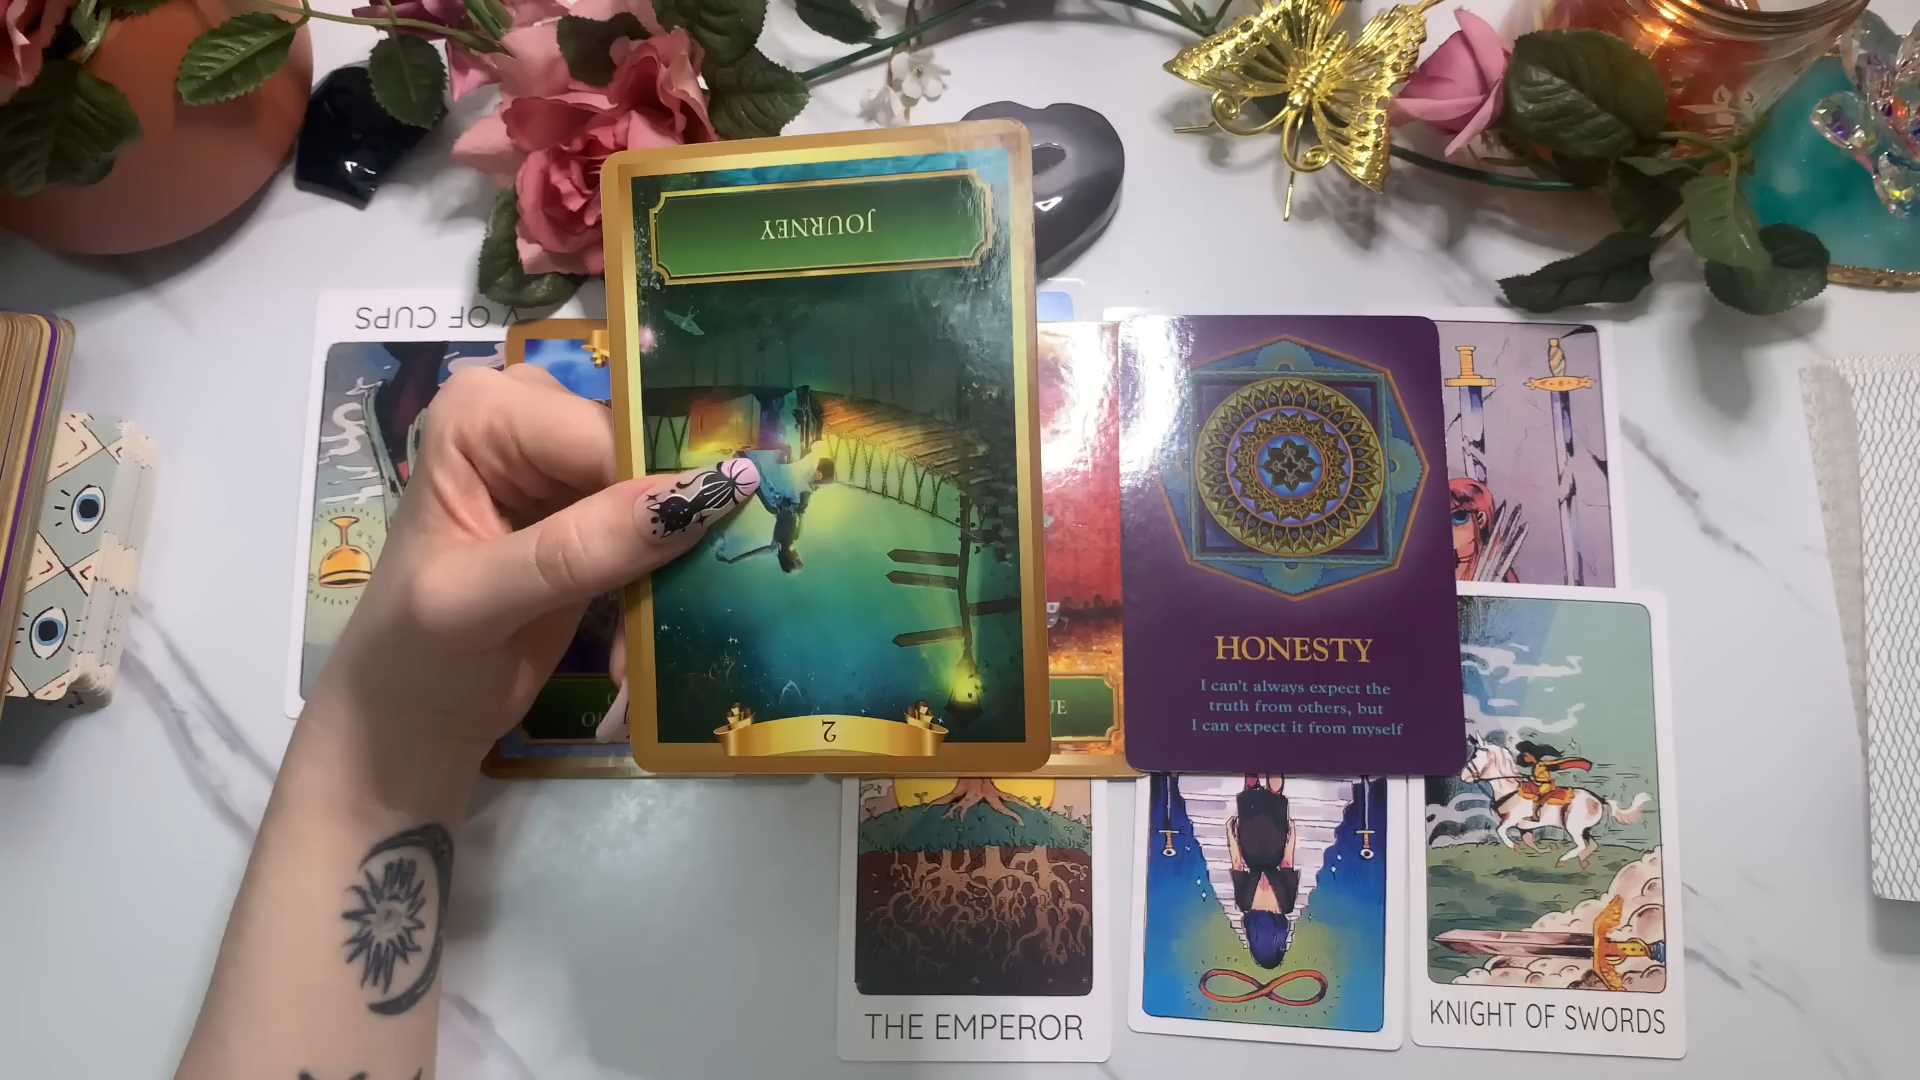 JOURNEY
V OF CUPS
UE
HONESTY
I can't always expect the
truth from others, but
I can expect it from myself
2
THE EMPEROR
KNIGHT OF SWORDS